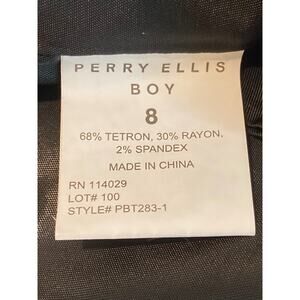 PERRY ELLIS
BOY
8
68% TETRON, 30% RAYON,
2% SPANDEX
MADE IN CHINA
RN 114029
LOT# 100
STYLE# PBT283-1